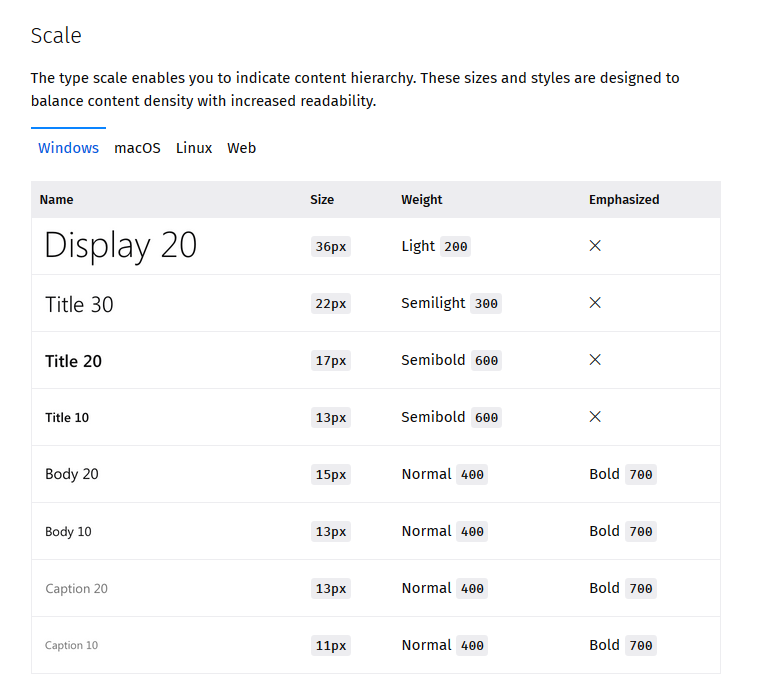 Scale
The type scale enables you to indicate content hierarchy. These sizes and styles are designed to
balance content density with increased readability.
Windows macOS Linux Web
Name Size Weight Emphasized
Display 20 36px Light 200 ×
Title 30 22px Semilight 300 ×
Title 20 17px Semibold 600 ×
Title 10 13px Semibold 600 ×
Body 20 15px Normal 400 Bold 700
Body 10 13px Normal 400 Bold 700
Caption 20 13px Normal 400 Bold 700
Caption 10 11px Normal 400 Bold 700